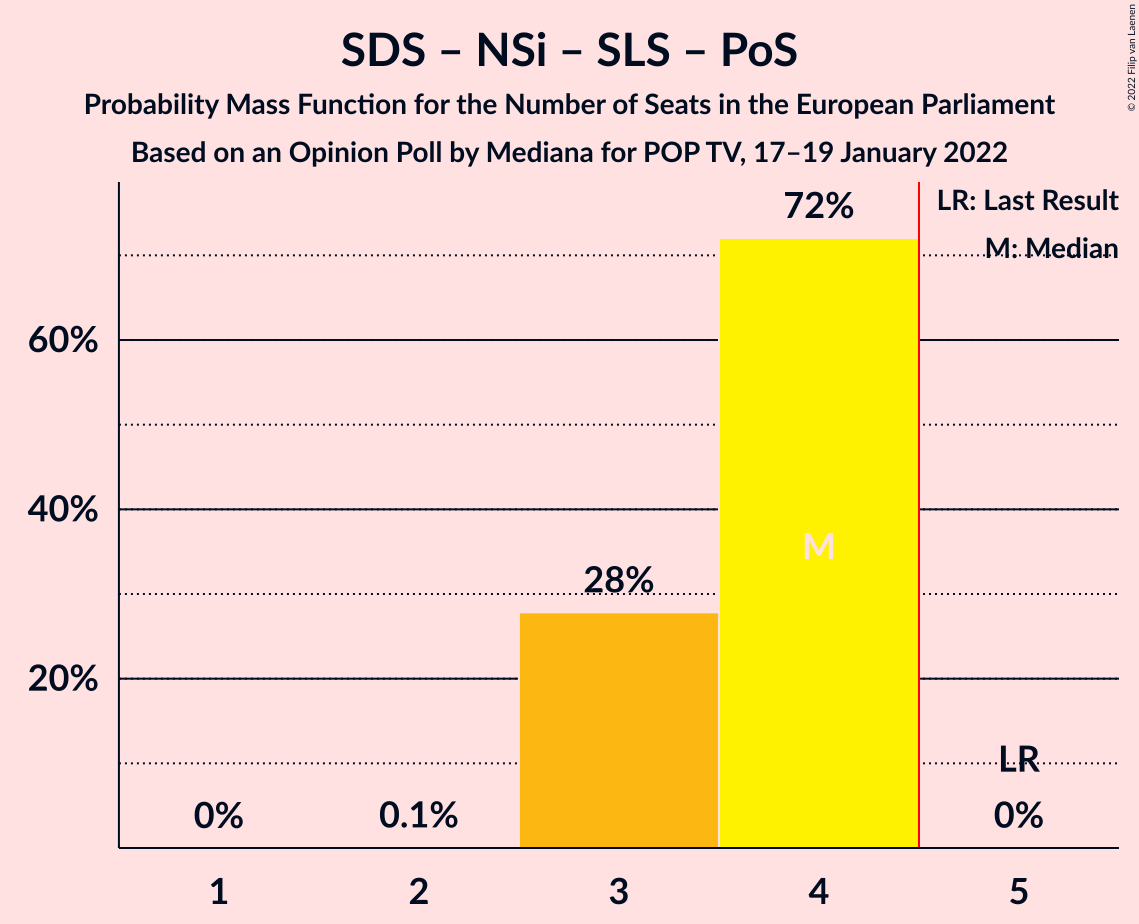 SDS – NSi – SLS – PoS
Probability Mass Function for the Number of Seats in the European Parliament
Based on an Opinion Poll by Mediana for POP TV, 17–19 January 2022
© 2022 Filip van Laenen
LR: Last Result
M: Median
72%
60%
40%
M
28%
20%
LR
0%
0.1%
0%
1
2
3
4
5